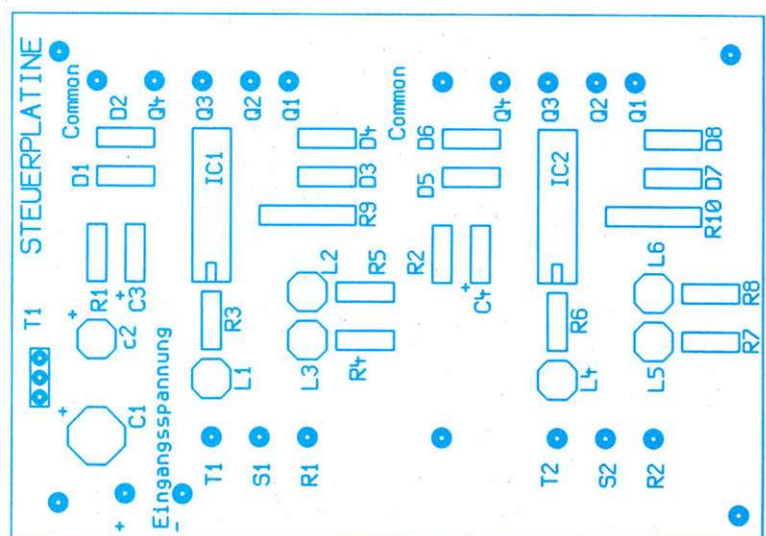 STEUERPLATINE
T1
Common
D2
Q4
Q3
Q2
Q1
D1
IC1
D4
D3
R9
R1
+
C3
+
c2
R3
L2
R5
L3
R4
L1
+
C1
Eingangsspannung
+
-
T1
S1
R1
Common
D6
Q4
Q3
Q2
Q1
D5
IC2
D8
D7
R10
R2
+
C4
R6
L6
R8
L5
R7
L4
T2
S2
R2